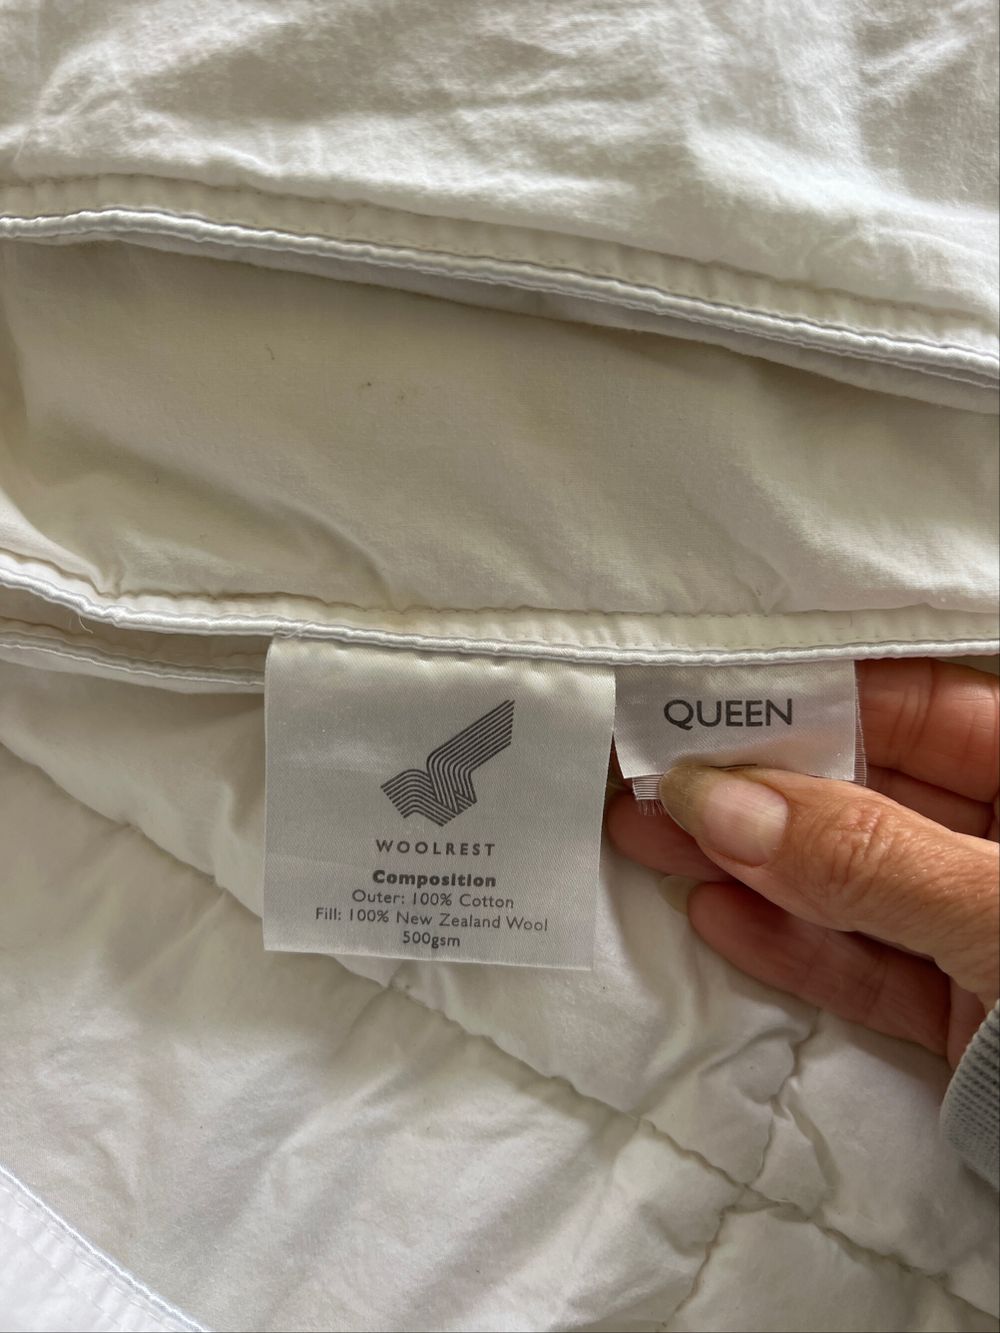 WOOLREST
Composition
Outer: 100% Cotton
Fill: 100% New Zealand Wool
500gsm
QUEEN